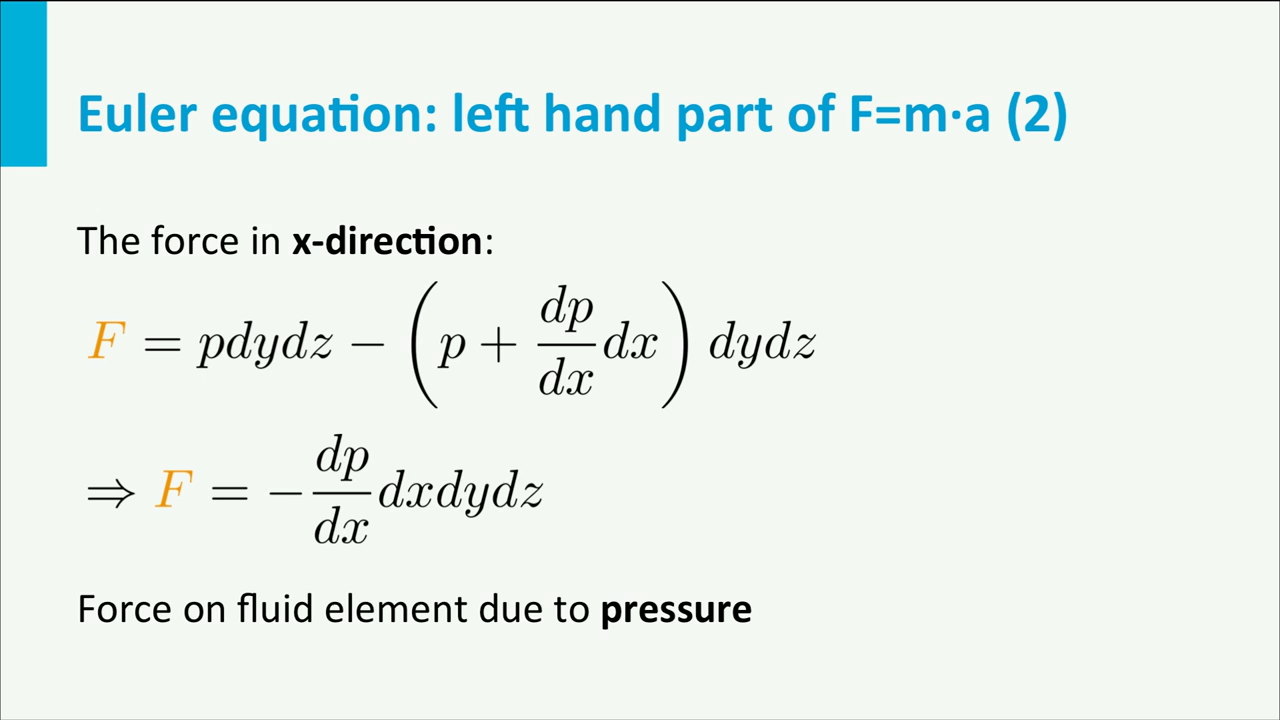 Euler equation: left hand part of F=m·a (2)
The force in x-direction:
F = pdydz − (p + dp/dx dx) dydz
⇒ F = − dp/dx dxdydz
Force on fluid element due to pressure